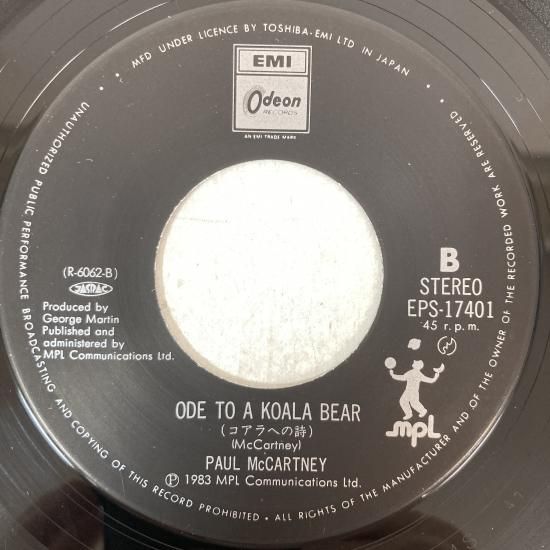 • MFD UNDER LICENCE BY TOSHIBA-EMI LTD IN JAPAN •
EMI
Odeon
RECORDS
AN EMI TRADE MARK
(R-6062-B)
JASRAC
Produced by
George Martin
Published and
administered by
MPL Communications Ltd.
B
STEREO
EPS-17401
45 r.p.m.
mpL
ODE TO A KOALA BEAR
(コアラへの詩)
(McCartney)
PAUL McCARTNEY
Ⓟ 1983 MPL Communications Ltd.
UNAUTHORIZED PUBLIC PERFORMANCE BROADCASTING AND COPYING OF THIS RECORD PROHIBITED • ALL RIGHTS OF THE MANUFACTURER AND OF THE OWNER OF THE RECORDED WORK ARE RESERVED •